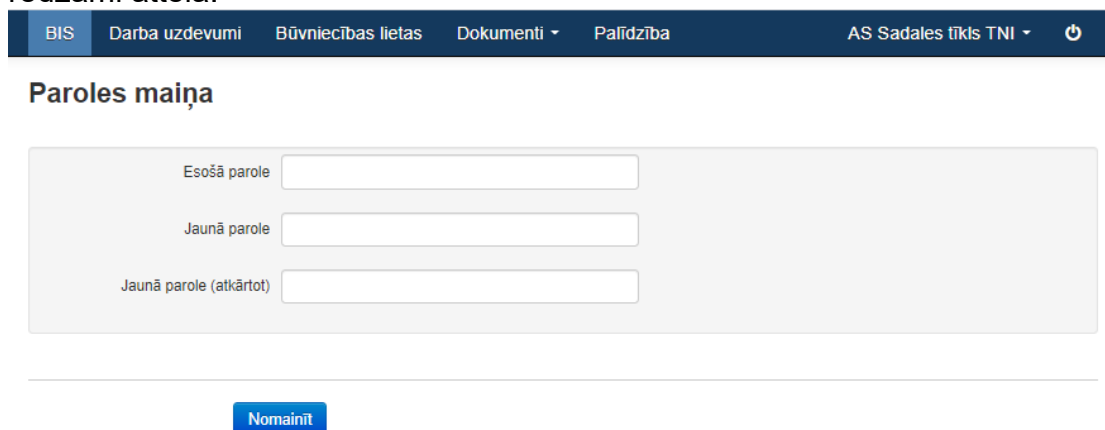 BIS Darba uzdevumi Būvniecības lietas Dokumenti Palīdzība AS Sadales tīkls TNI
Paroles maiņa
Esošā parole
Jaunā parole
Jaunā parole (atkārtot)
Nomainīt